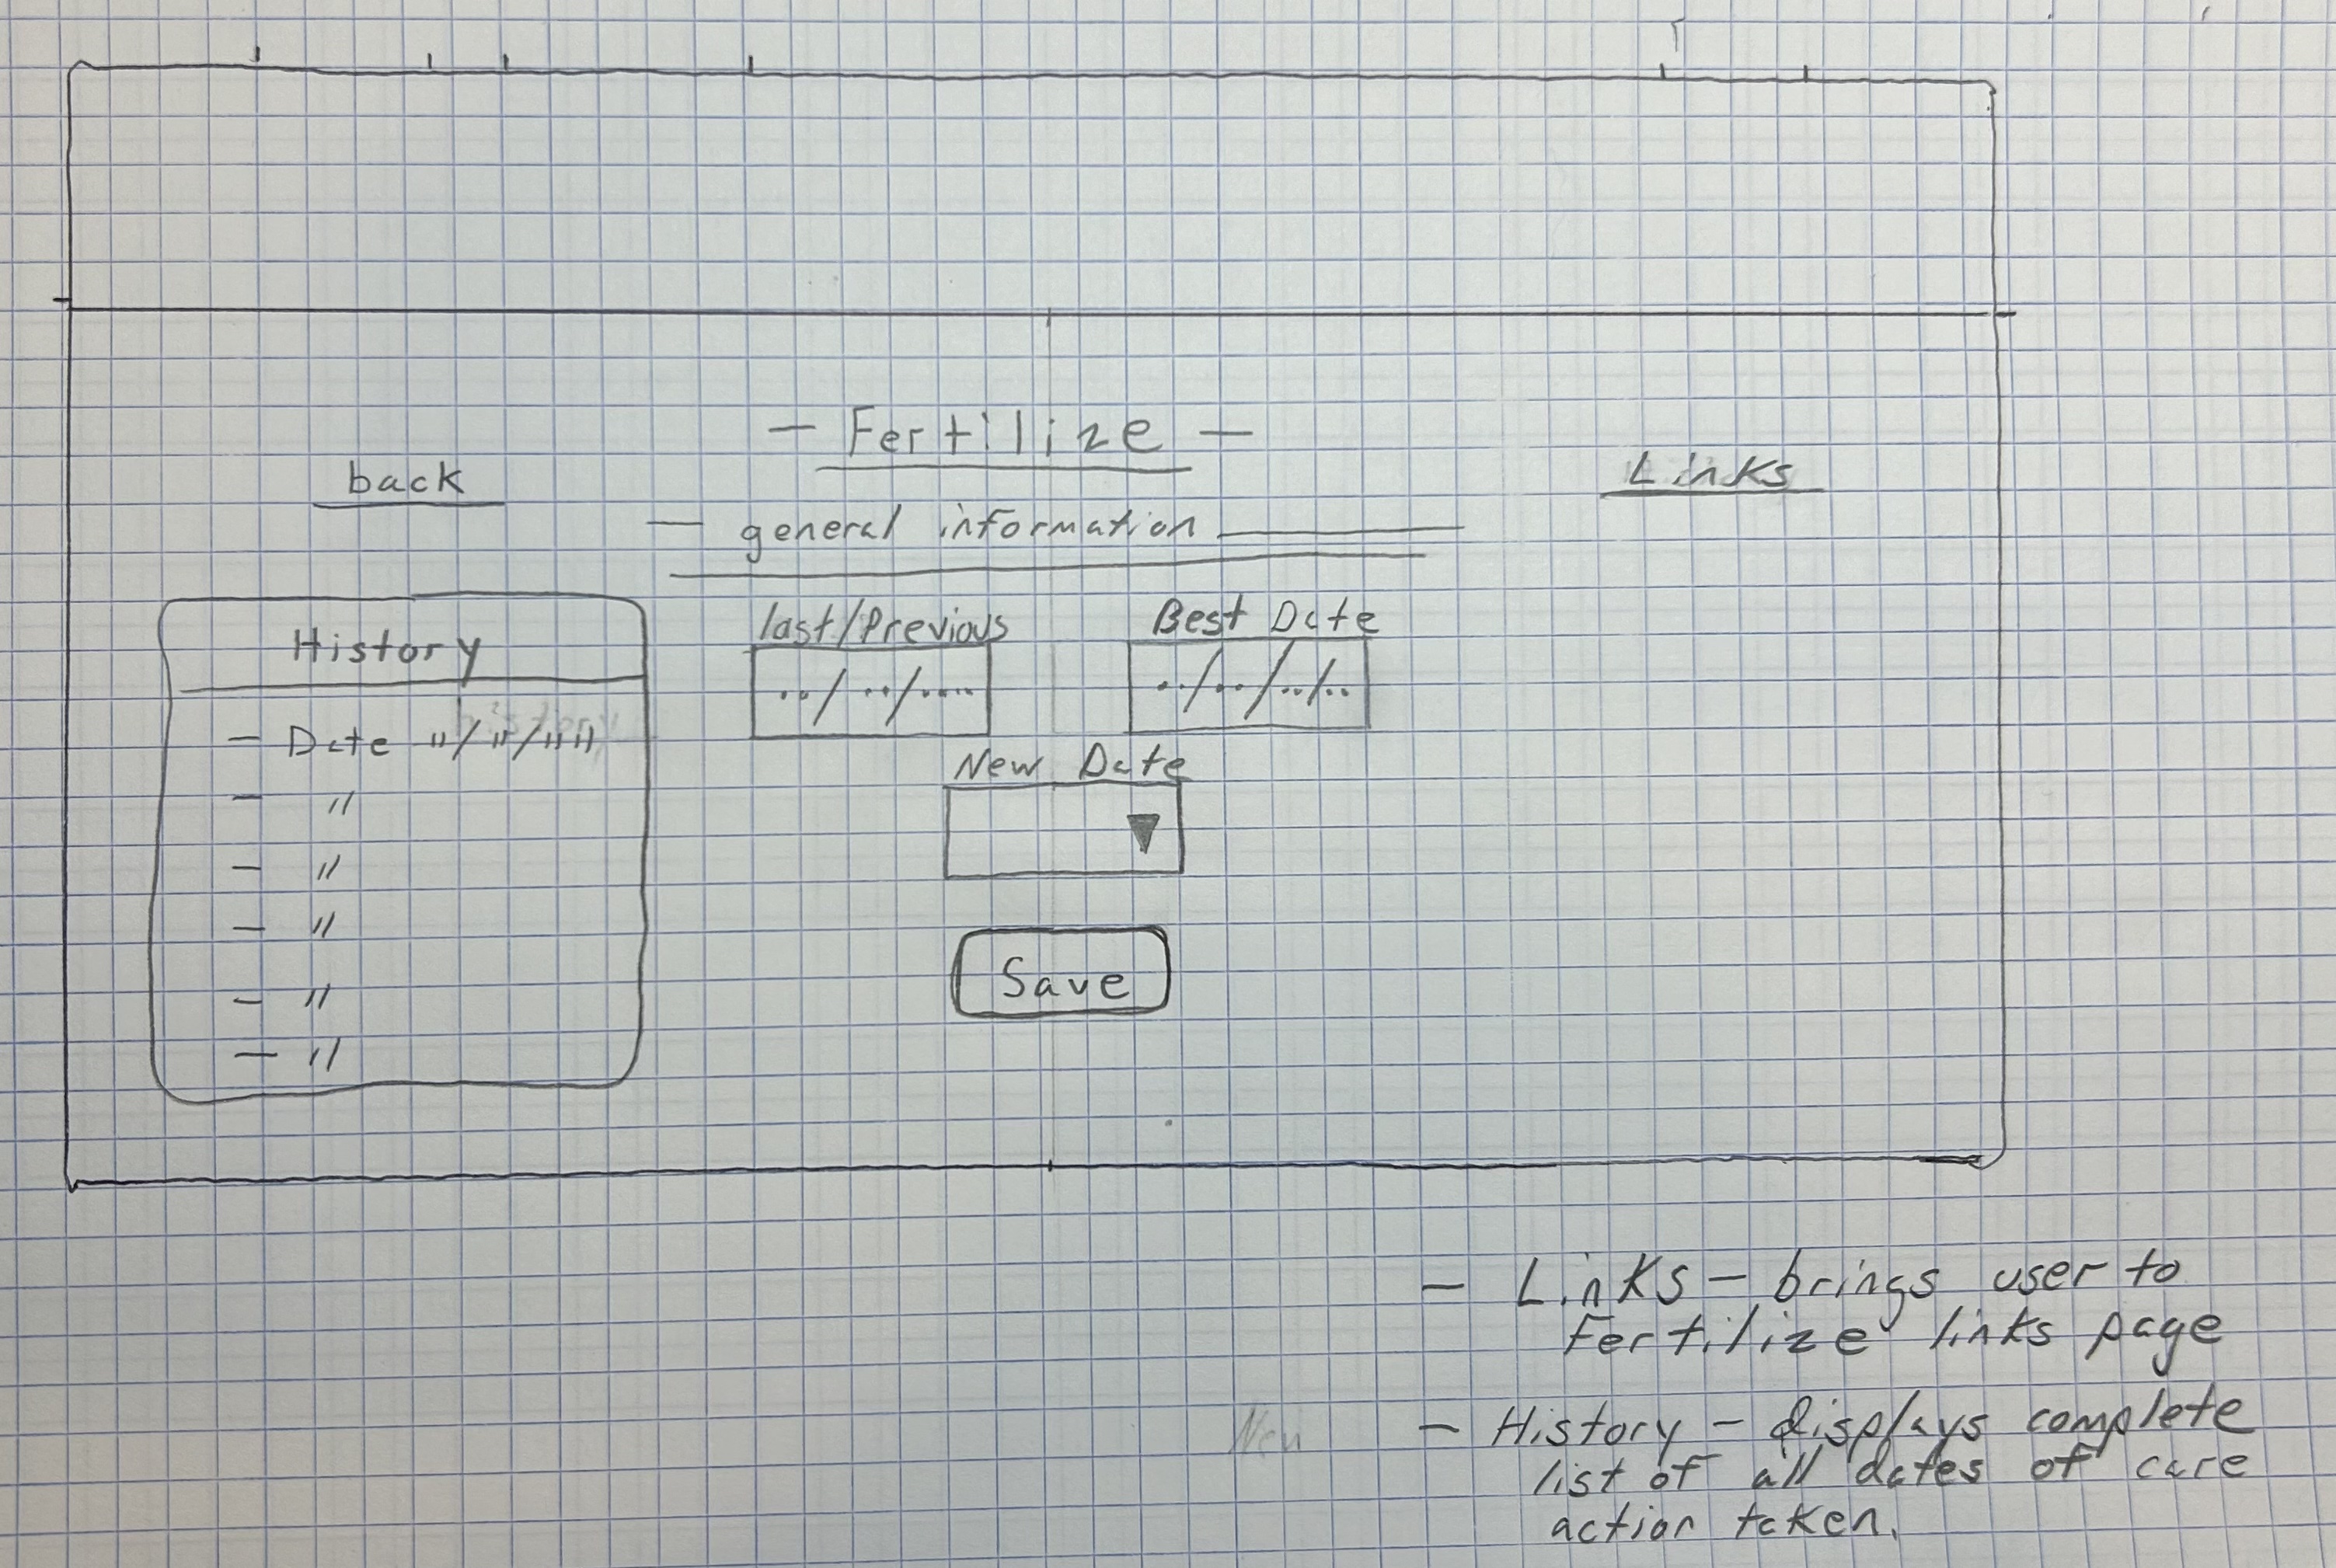 - Fertilize -
back
Links
- general information
History
last/Previous
Best Date
../../....
../../../..
- Date "/"/""
New Date
- "
- "
- "
- "
- "
Save
- Links - brings user to
Fertilize links page
- History - displays complete
list of all dates of care
action taken.